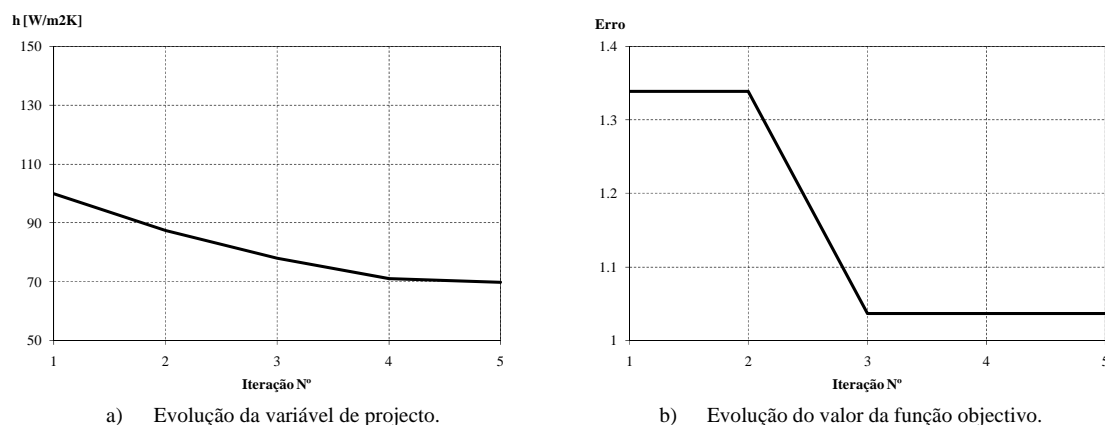 h [W/m2K]
150
130
110
90
70
50
1 2 3 4 5
Iteração Nº
a) Evolução da variável de projecto.
Erro
1.4
1.3
1.2
1.1
1
1 2 3 4 5
Iteração Nº
b) Evolução do valor da função objectivo.